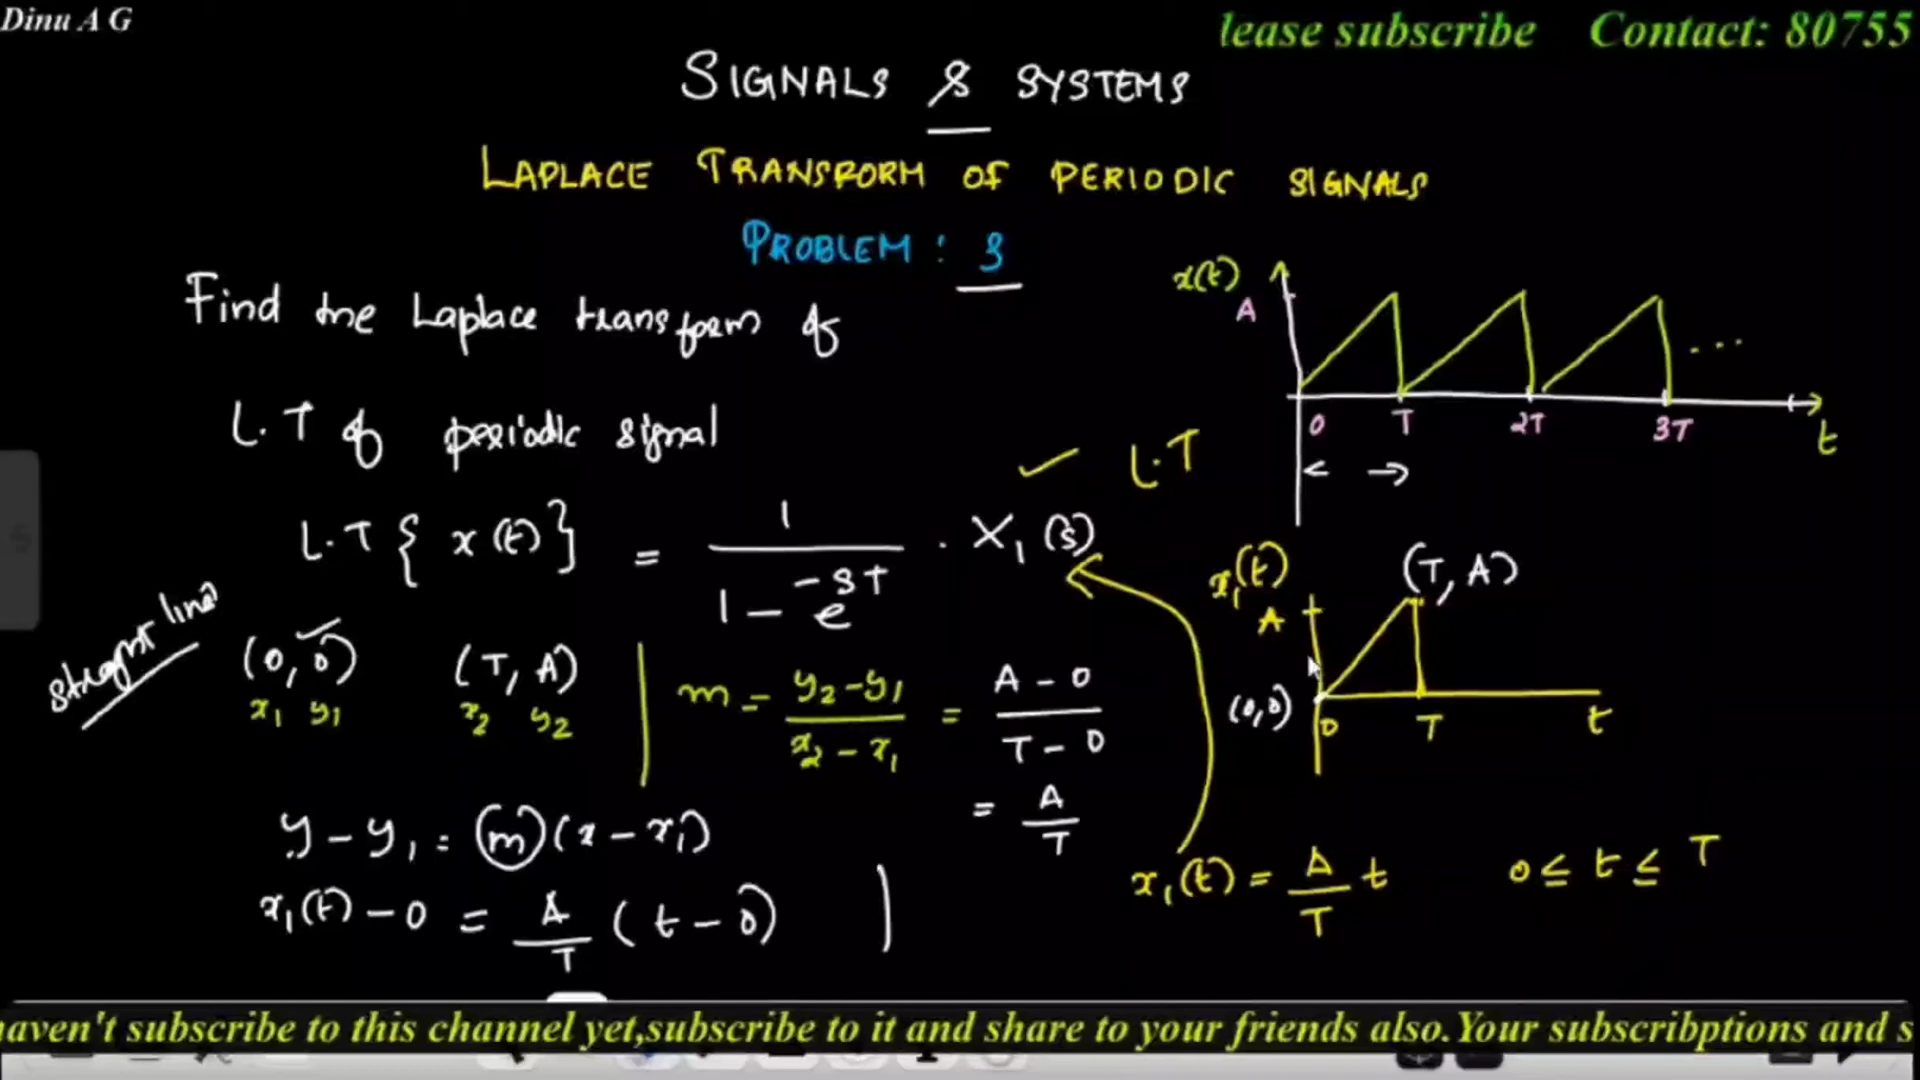 Dinu A G
lease subscribe Contact: 80755
SIGNALS & SYSTEMS
LAPLACE TRANSFORM OF PERIODIC SIGNALS
PROBLEM : 3
Find the Laplace transform of
x(t)
A
0 T 2T 3T
...
t
L.T of periodic signal
✓ L.T
L.T { x(t) } = 1 / 1 - e^-sT . X₁(s)
x₁(t)
A
(T, A)
(0,0)
0 T t
straight line
(0, 0) (T, A)
x₁ y₁ x₂ y₂
m = y₂-y₁ / x₂-x₁ = A-0 / T-0
= A / T
y - y₁ = m (x - x₁)
x₁(t) - 0 = A/T (t - 0)
x₁(t) = A/T t 0 ≤ t ≤ T
haven't subscribe to this channel yet,subscribe to it and share to your friends also.Your subscribptions and s